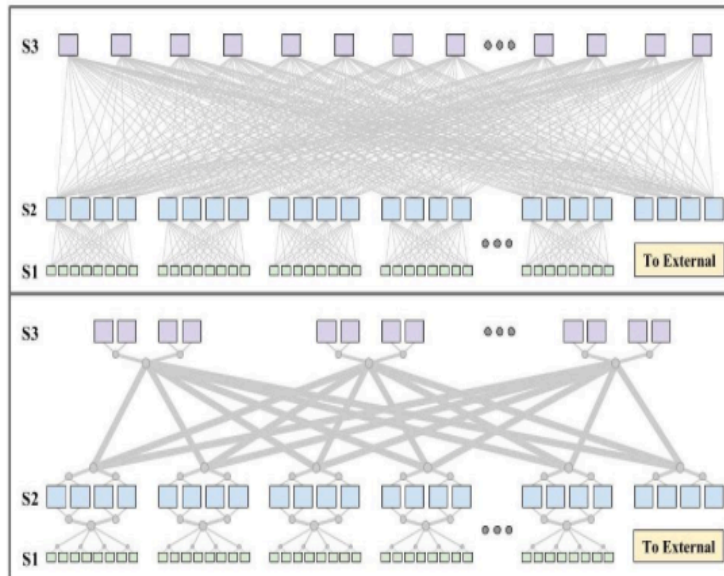 S3
S2
S1
To External
S3
S2
S1
To External